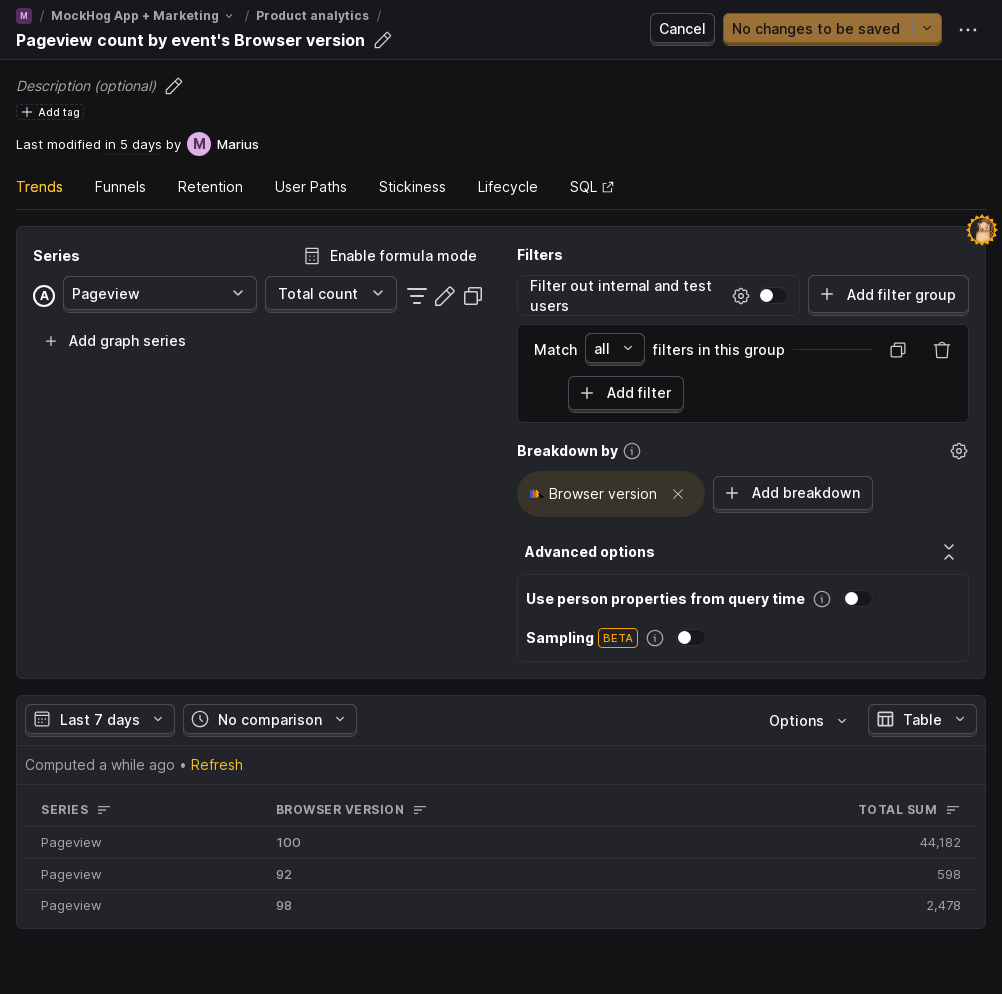 M / MockHog App + Marketing / Product analytics /
Pageview count by event's Browser version
Cancel
No changes to be saved
Description (optional)
Add tag
Last modified in 5 days by M Marius
Trends Funnels Retention User Paths Stickiness Lifecycle SQL
Series
Enable formula mode
A Pageview Total count
Add graph series
Filters
Filter out internal and test
users
Add filter group
Match all filters in this group
Add filter
Breakdown by
Browser version
Add breakdown
Advanced options
Use person properties from query time
Sampling BETA
Last 7 days No comparison Options Table
Computed a while ago • Refresh
SERIES BROWSER VERSION TOTAL SUM
Pageview 100 44,182
Pageview 92 598
Pageview 98 2,478